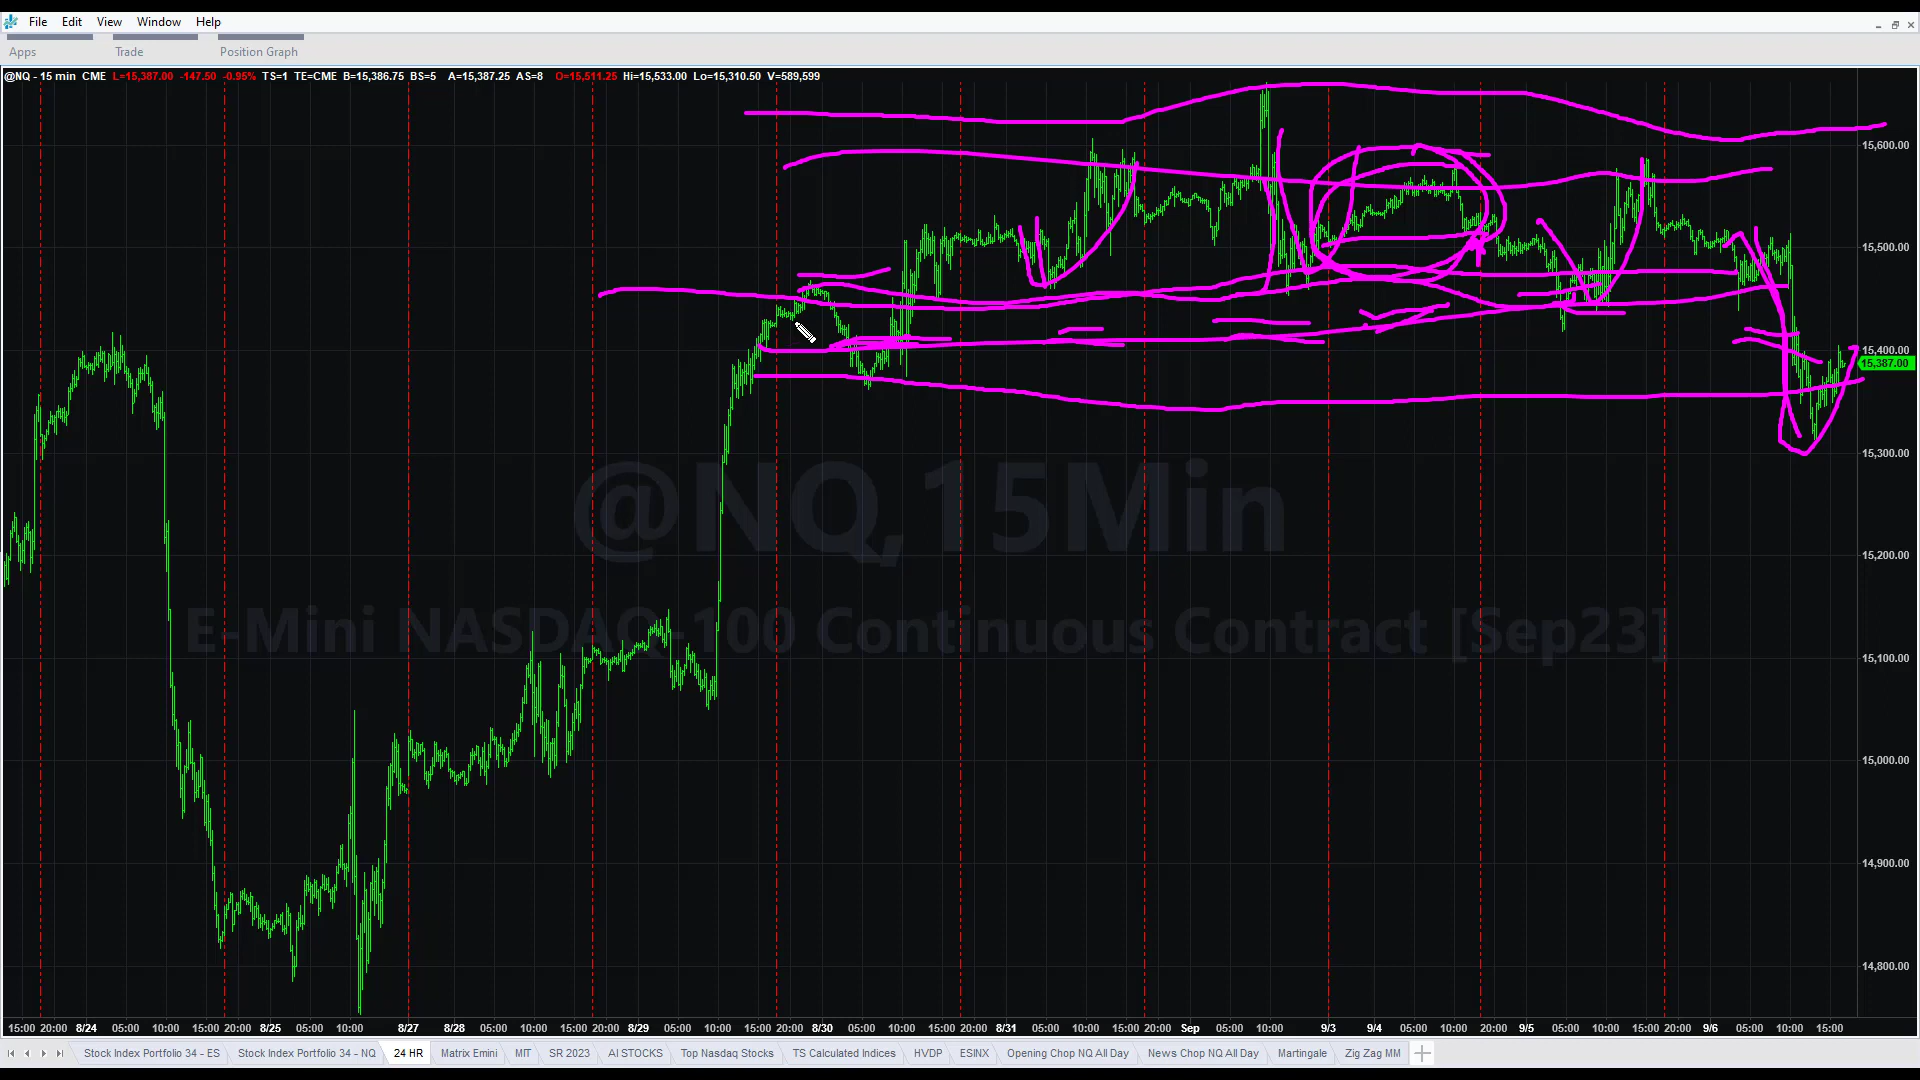 File Edit View Window Help
Apps Trade Position Graph
@NQ - 15 min CME L=15,387.00 -147.50 -0.95% TS=1 TE=CME B=15,386.75 BS=5 A=15,387.25 AS=8 O=15,511.25 Hi=15,533.00 Lo=15,310.50 V=589,599
15,600.00
15,500.00
15,400.00
15,387.00
15,300.00
15,200.00
15,100.00
15,000.00
14,900.00
14,800.00
@NQ,15Min
E-Mini NASDAQ-100 Continuous Contract [Sep23]
15:00 20:00 8/24 05:00 10:00 15:00 20:00 8/25 05:00 10:00 8/27 8/28 05:00 10:00 15:00 20:00 8/29 05:00 10:00 15:00 20:00 8/30 05:00 10:00 15:00 20:00 8/31 05:00 10:00 15:00 20:00 Sep 05:00 10:00 9/3 9/4 05:00 10:00 20:00 9/5 05:00 10:00 15:00 20:00 9/6 05:00 10:00 15:00
Stock Index Portfolio 34 - ES Stock Index Portfolio 34 - NQ 24 HR Matrix Emini MIT SR 2023 AI STOCKS Top Nasdaq Stocks TS Calculated Indices HVDP ESINX Opening Chop NQ All Day News Chop NQ All Day Martingale Zig Zag MM